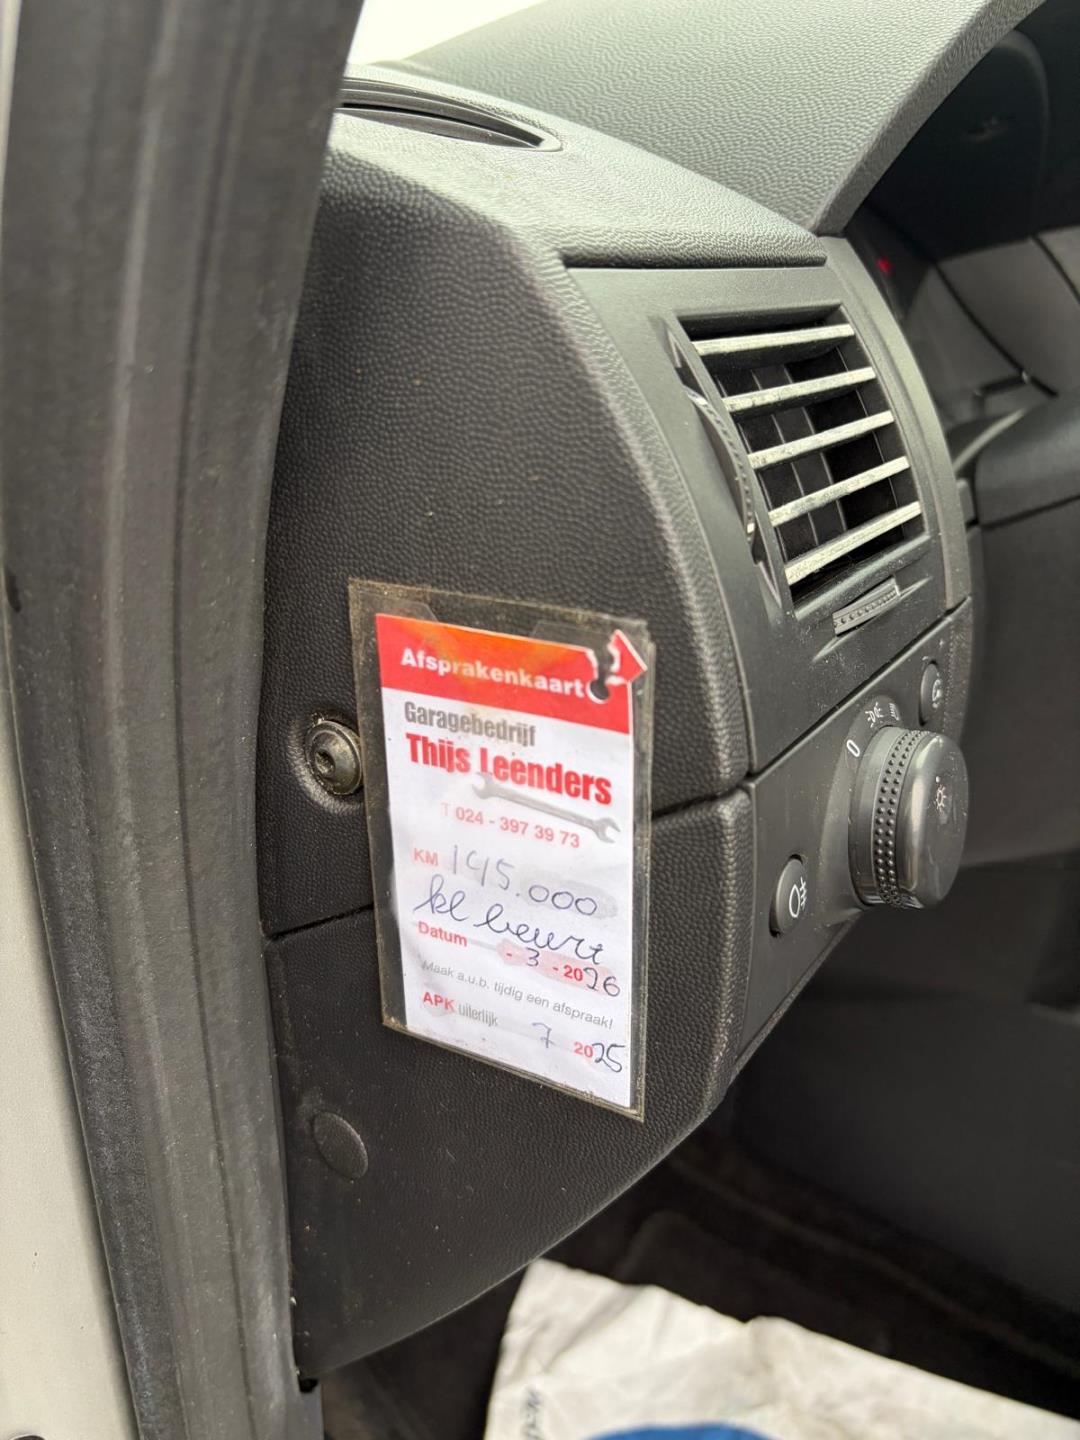 Afsprakenkaart
Garagebedrijf
Thijs Leenders
T 024 - 397 39 73
KM 145.000
kl beurt
Datum - 3 - 2026
Maak a.u.b. tijdig een afspraak!
APK uiterlijk 7 2025
0